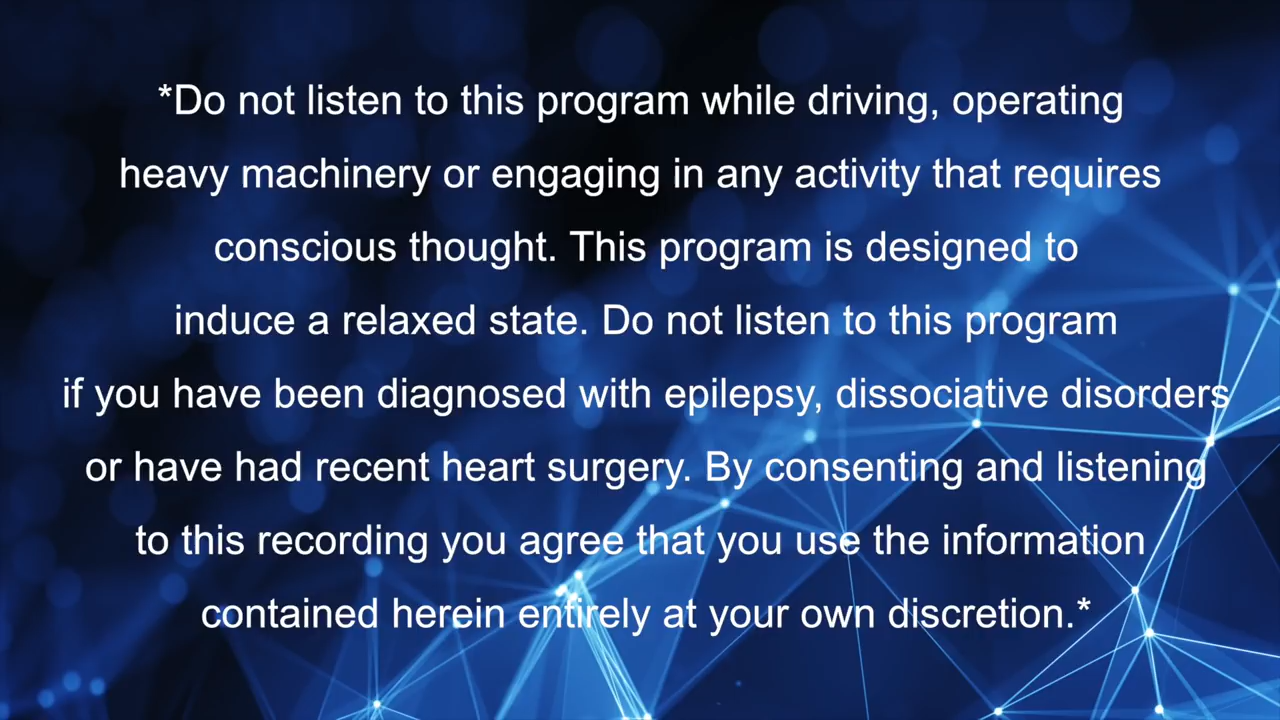 *Do not listen to this program while driving, operating
heavy machinery or engaging in any activity that requires
conscious thought. This program is designed to
induce a relaxed state. Do not listen to this program
if you have been diagnosed with epilepsy, dissociative disorders
or have had recent heart surgery. By consenting and listening
to this recording you agree that you use the information
contained herein entirely at your own discretion.*